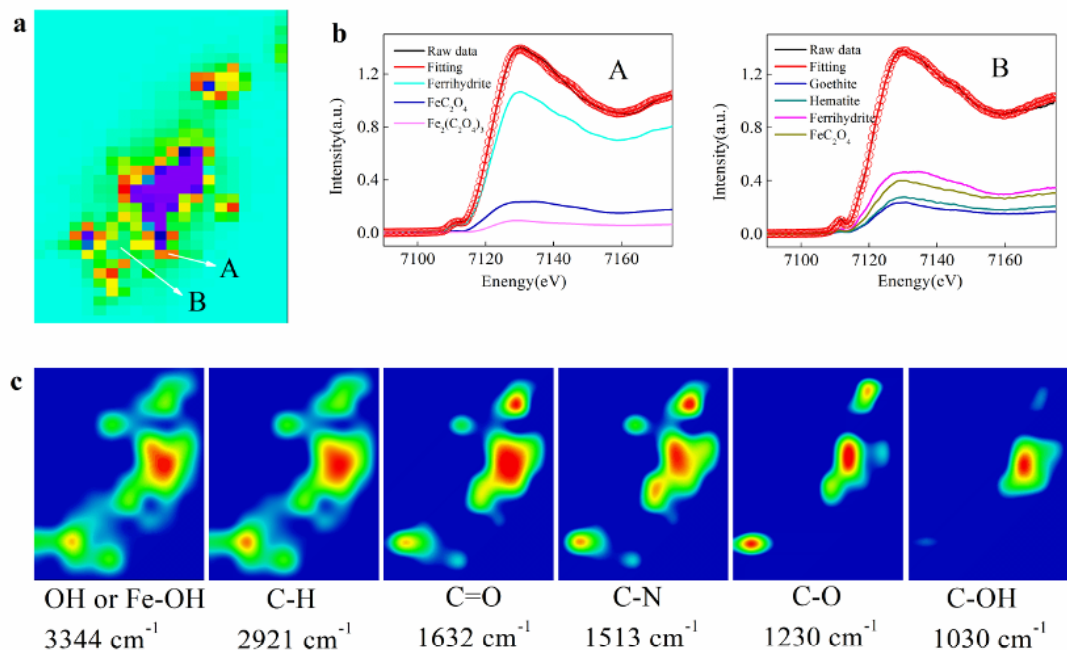 a
A
B
b
Raw data
Fitting
Ferrihydrite
FeC₂O₄
Fe₂(C₂O₄)₃
A
Intensity(a.u.)
1.2
0.8
0.4
0.0
7100 7120 7140 7160
Enengy(eV)
Raw data
Fitting
Goethite
Hematite
Ferrihydrite
FeC₂O₄
B
Intensity(a.u.)
1.2
0.8
0.4
0.0
7100 7120 7140 7160
Enengy(eV)
c
OH or Fe-OH C-H C=O C-N C-O C-OH
3344 cm⁻¹ 2921 cm⁻¹ 1632 cm⁻¹ 1513 cm⁻¹ 1230 cm⁻¹ 1030 cm⁻¹